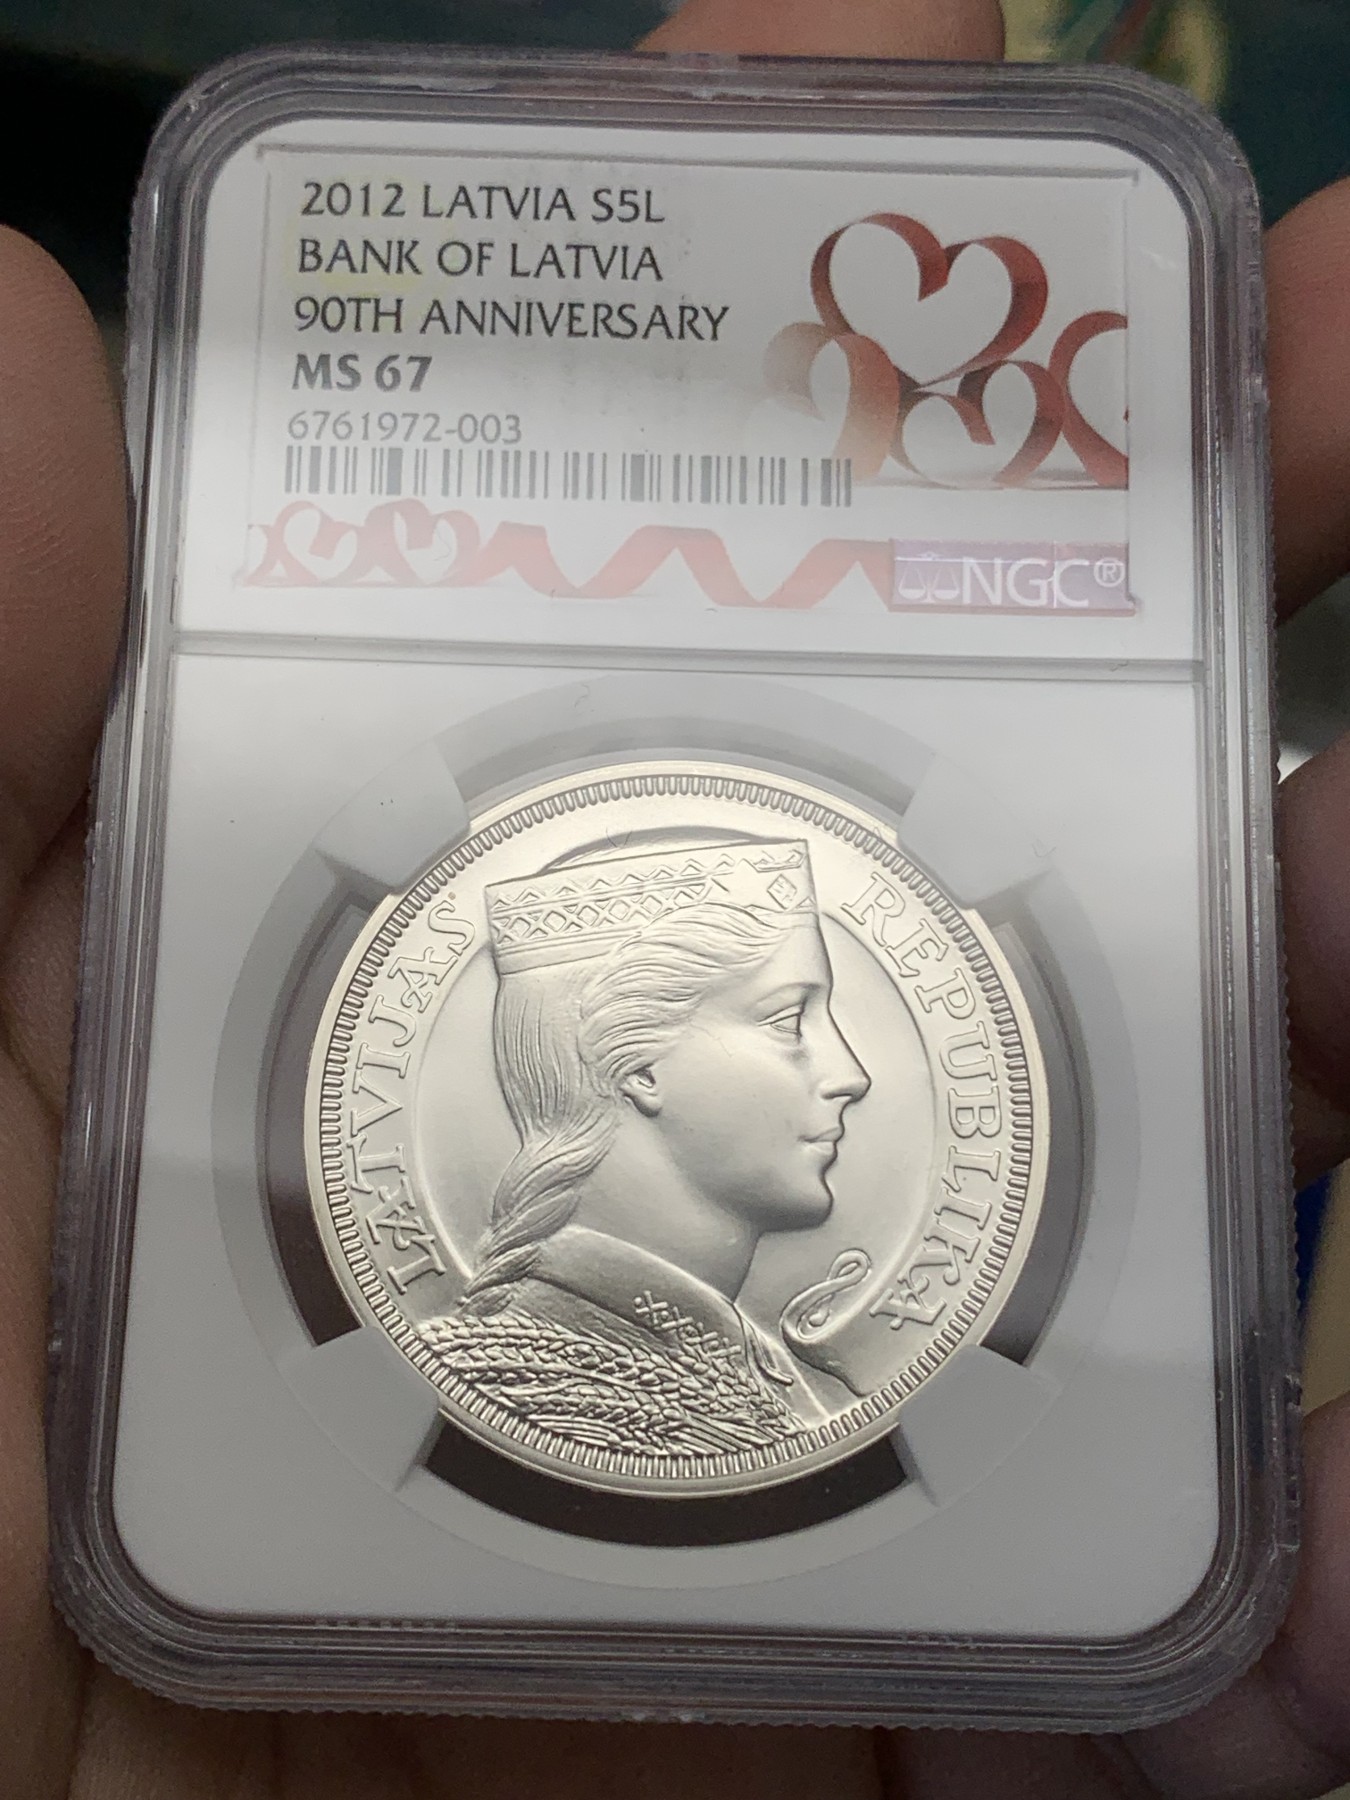 2012 LATVIA S5L
BANK OF LATVIA
90TH ANNIVERSARY
MS 67
6761972-003
NGC®
LATVIJAS
REPUBLIKA